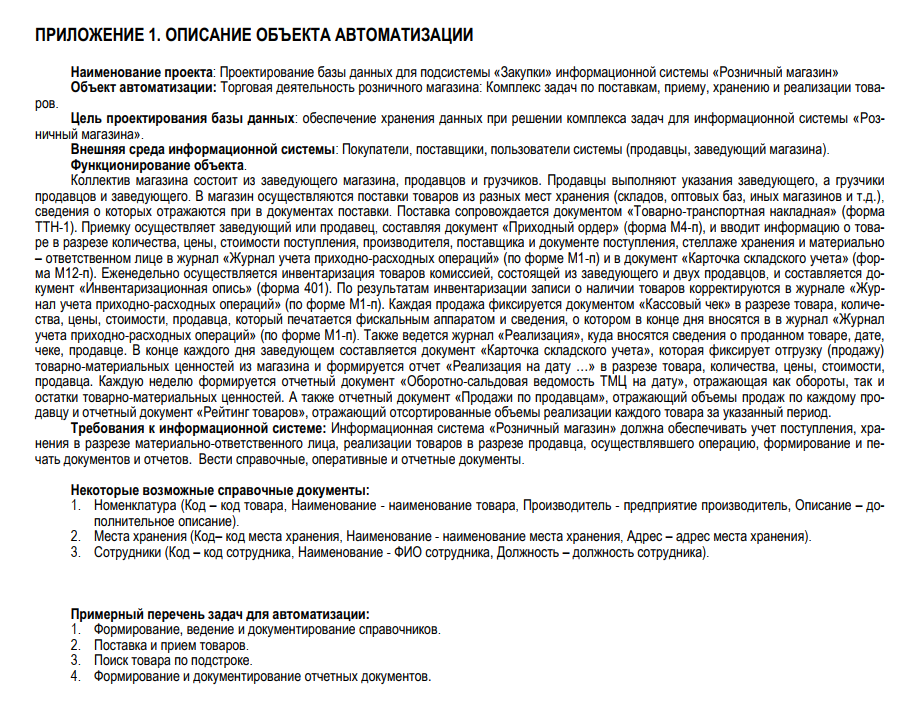 ПРИЛОЖЕНИЕ 1. ОПИСАНИЕ ОБЪЕКТА АВТОМАТИЗАЦИИ
Наименование проекта: Проектирование базы данных для подсистемы «Закупки» информационной системы «Розничный магазин»
Объект автоматизации: Торговая деятельность розничного магазина: Комплекс задач по поставкам, приему, хранению и реализации това-
ров.
Цель проектирования базы данных: обеспечение хранения данных при решении комплекса задач для информационной системы «Роз-
ничный магазина».
Внешняя среда информационной системы: Покупатели, поставщики, пользователи системы (продавцы, заведующий магазина).
Функционирование объекта.
Коллектив магазина состоит из заведующего магазина, продавцов и грузчиков. Продавцы выполняют указания заведующего, а грузчики
продавцов и заведующего. В магазин осуществляются поставки товаров из разных мест хранения (складов, оптовых баз, иных магазинов и т.д.),
сведения о которых отражаются при в документах поставки. Поставка сопровождается документом «Товарно-транспортная накладная» (форма
ТТН-1). Приемку осуществляет заведующий или продавец, составляя документ «Приходный ордер» (форма М4-п), и вводит информацию о това-
ре в разрезе количества, цены, стоимости поступления, производителя, поставщика и документе поступления, стеллаже хранения и материально
– ответственном лице в журнал «Журнал учета приходно-расходных операций» (по форме М1-п) и в документ «Карточка складского учета» (фор-
ма М12-п). Еженедельно осуществляется инвентаризация товаров комиссией, состоящей из заведующего и двух продавцов, и составляется до-
кумент «Инвентаризационная опись» (форма 401). По результатам инвентаризации записи о наличии товаров корректируются в журнале «Жур-
нал учета приходно-расходных операций» (по форме М1-п). Каждая продажа фиксируется документом «Кассовый чек» в разрезе товара, количе-
ства, цены, стоимости, продавца, который печатается фискальным аппаратом и сведения, о котором в конце дня вносятся в в журнал «Журнал
учета приходно-расходных операций» (по форме М1-п). Также ведется журнал «Реализация», куда вносятся сведения о проданном товаре, дате,
чеке, продавце. В конце каждого дня заведующем составляется документ «Карточка складского учета», которая фиксирует отгрузку (продажу)
товарно-материальных ценностей из магазина и формируется отчет «Реализация на дату ...» в разрезе товара, количества, цены, стоимости,
продавца. Каждую неделю формируется отчетный документ «Оборотно-сальдовая ведомость ТМЦ на дату», отражающая как обороты, так и
остатки товарно-материальных ценностей. А также отчетный документ «Продажи по продавцам», отражающий объемы продаж по каждому про-
давцу и отчетный документ «Рейтинг товаров», отражающий отсортированные объемы реализации каждого товара за указанный период.
Требования к информационной системе: Информационная система «Розничный магазин» должна обеспечивать учет поступления, хра-
нения в разрезе материально-ответственного лица, реализации товаров в разрезе продавца, осуществлявшего операцию, формирование и пе-
чать документов и отчетов. Вести справочные, оперативные и отчетные документы.
Некоторые возможные справочные документы:
1. Номенклатура (Код – код товара, Наименование - наименование товара, Производитель - предприятие производитель, Описание – до-
полнительное описание).
2. Места хранения (Код– код места хранения, Наименование - наименование места хранения, Адрес – адрес места хранения).
3. Сотрудники (Код – код сотрудника, Наименование - ФИО сотрудника, Должность – должность сотрудника).
Примерный перечень задач для автоматизации:
1. Формирование, ведение и документирование справочников.
2. Поставка и прием товаров.
3. Поиск товара по подстроке.
4. Формирование и документирование отчетных документов.